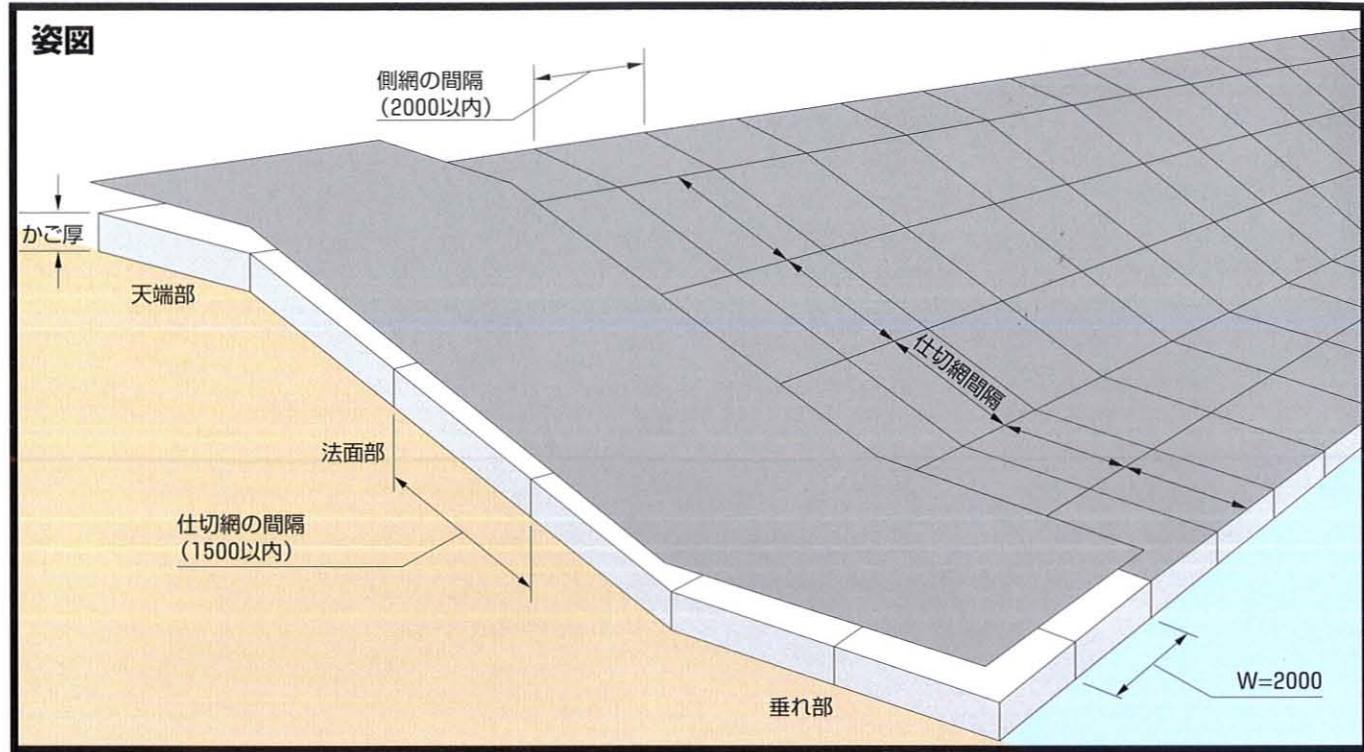 姿図
側網の間隔
(2000以内)
かご厚
天端部
仕切網間隔
法面部
仕切網の間隔
(1500以内)
W=2000
垂れ部